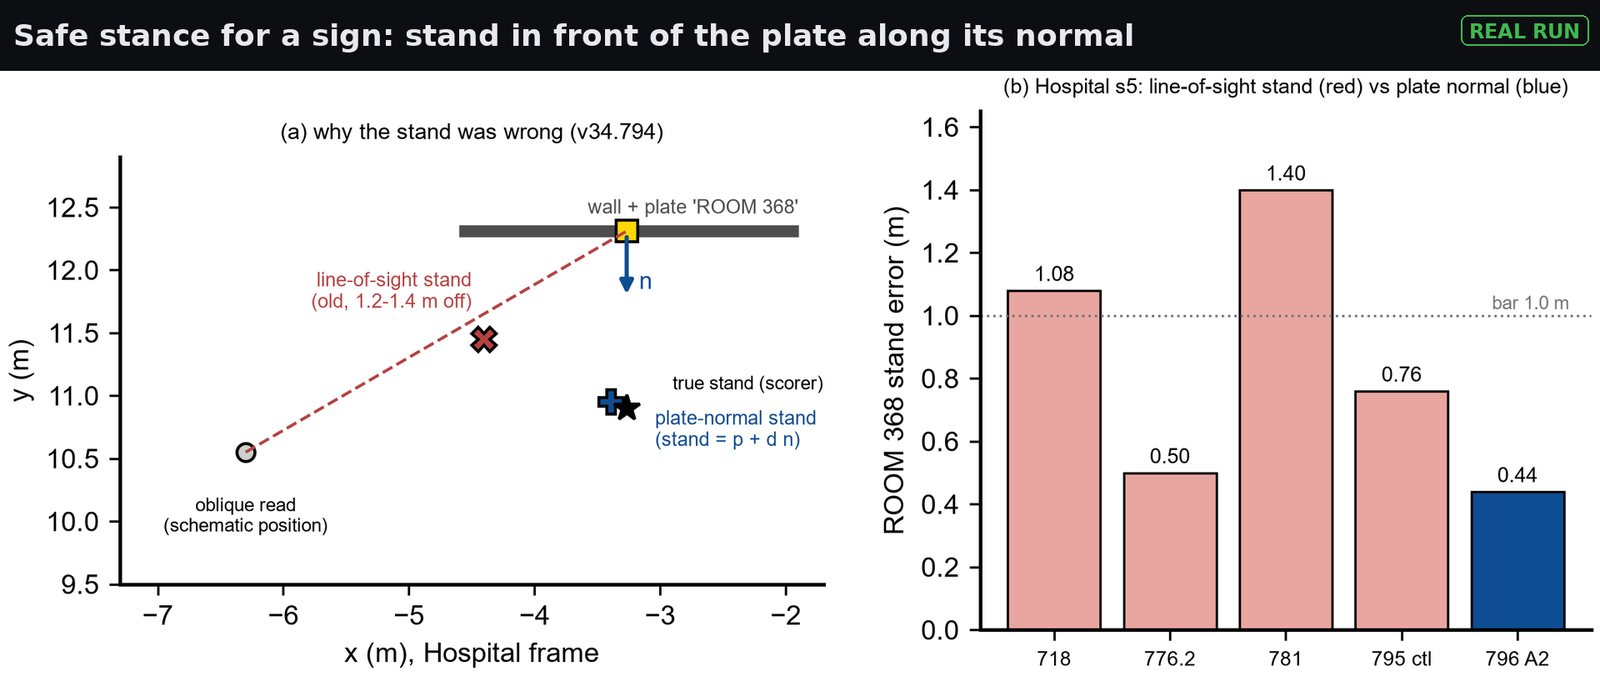 Safe stance for a sign: stand in front of the plate along its normal
REAL RUN
(a) why the stand was wrong (v34.794)
12.5
12.0
11.5
11.0
10.5
10.0
9.5
y (m)
wall + plate 'ROOM 368'
n
line-of-sight stand
(old, 1.2-1.4 m off)
true stand (scorer)
plate-normal stand
(stand = p + d n)
oblique read
(schematic position)
−7 −6 −5 −4 −3 −2
x (m), Hospital frame
(b) Hospital s5: line-of-sight stand (red) vs plate normal (blue)
1.6
1.4
1.2
1.0
0.8
0.6
0.4
0.2
0.0
ROOM 368 stand error (m)
1.08
0.50
1.40
0.76
0.44
bar 1.0 m
718 776.2 781 795 ctl 796 A2